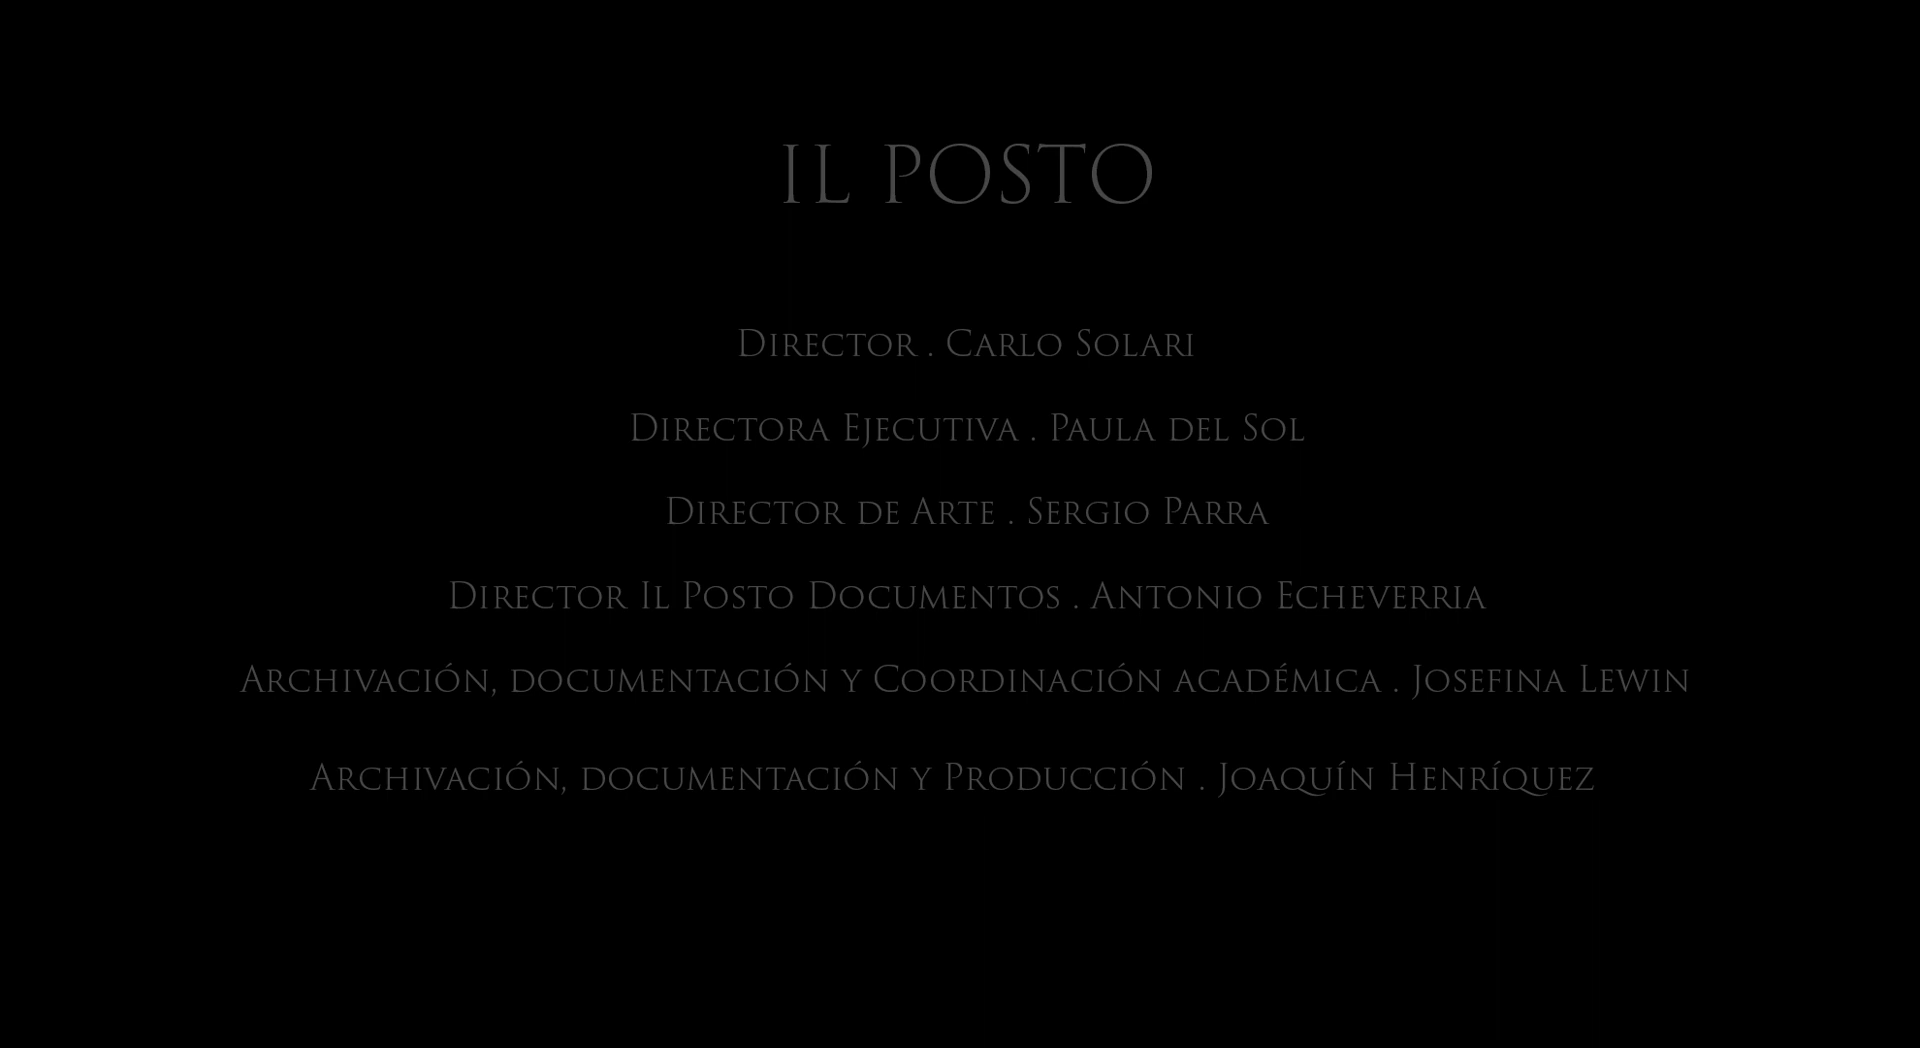 IL POSTO
Director . Carlo Solari
Directora Ejecutiva . Paula del Sol
Director de Arte . Sergio Parra
Director Il Posto Documentos . Antonio Echeverria
Archivación, documentación y Coordinación académica . Josefina Lewin
Archivación, documentación y Producción . Joaquín Henríquez